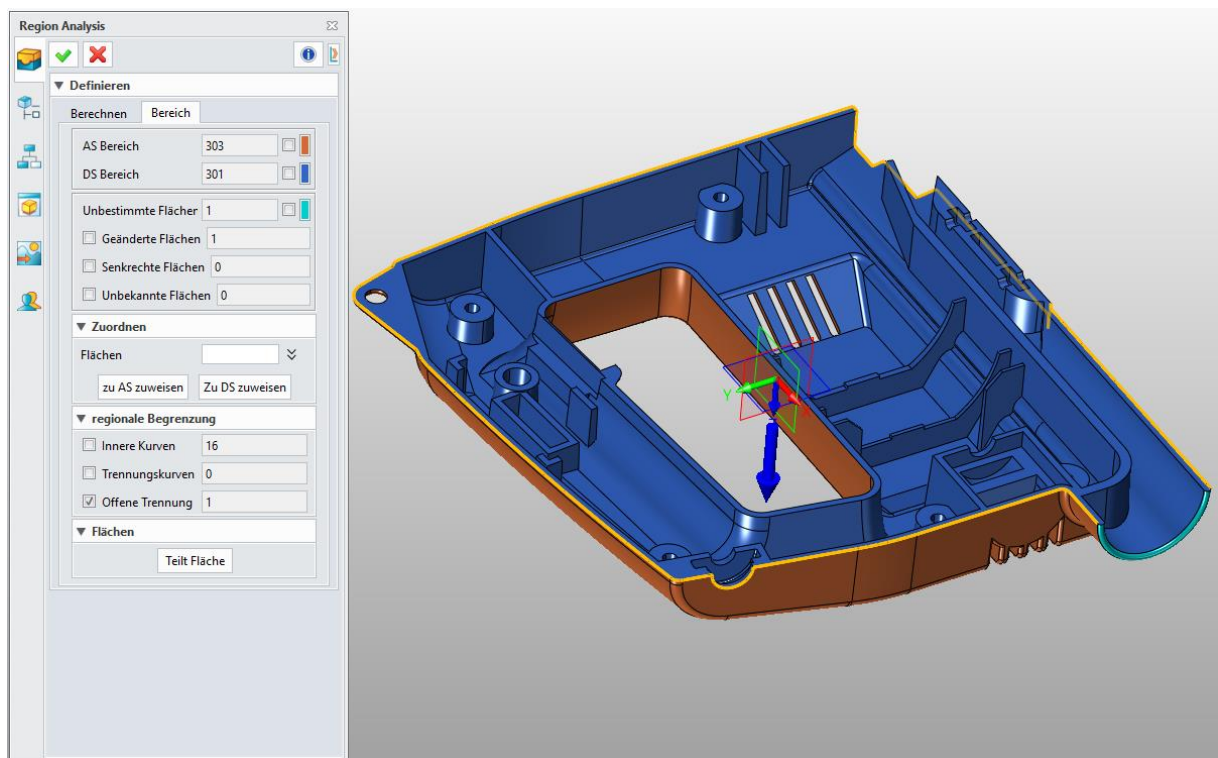 Region Analysis
Definieren
Berechnen Bereich
AS Bereich 303
DS Bereich 301
Unbestimmte Flächer 1
Geänderte Flächen 1
Senkrechte Flächen 0
Unbekannte Flächen 0
Zuordnen
Flächen
zu AS zuweisen Zu DS zuweisen
regionale Begrenzung
Innere Kurven 16
Trennungskurven 0
Offene Trennung 1
Flächen
Teilt Fläche
Y